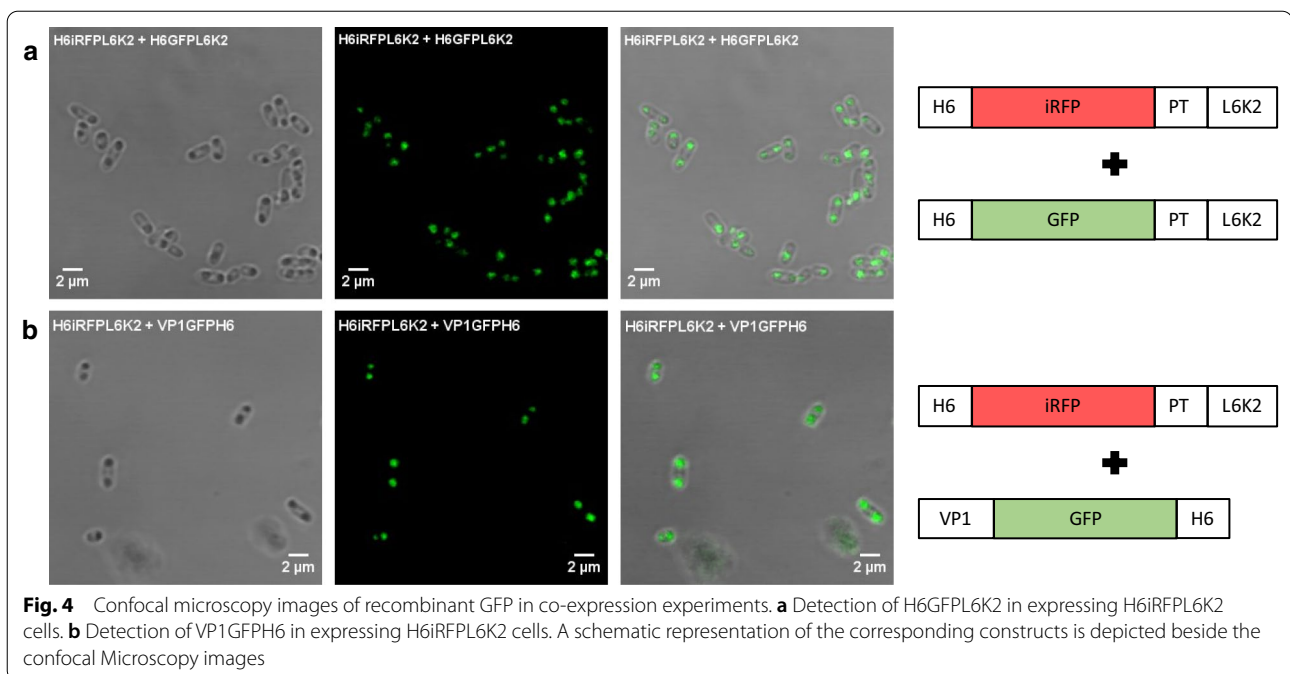 a
H6iRFPL6K2 + H6GFPL6K2
H6iRFPL6K2 + H6GFPL6K2
H6iRFPL6K2 + H6GFPL6K2
2 µm
2 µm
2 µm
H6 iRFP PT L6K2
+
H6 GFP PT L6K2
b
H6iRFPL6K2 + VP1GFPH6
H6iRFPL6K2 + VP1GFPH6
H6iRFPL6K2 + VP1GFPH6
2 µm
2 µm
2 µm
H6 iRFP PT L6K2
+
VP1 GFP H6
Fig. 4 Confocal microscopy images of recombinant GFP in co-expression experiments. a Detection of H6GFPL6K2 in expressing H6iRFPL6K2
cells. b Detection of VP1GFPH6 in expressing H6iRFPL6K2 cells. A schematic representation of the corresponding constructs is depicted beside the
confocal Microscopy images